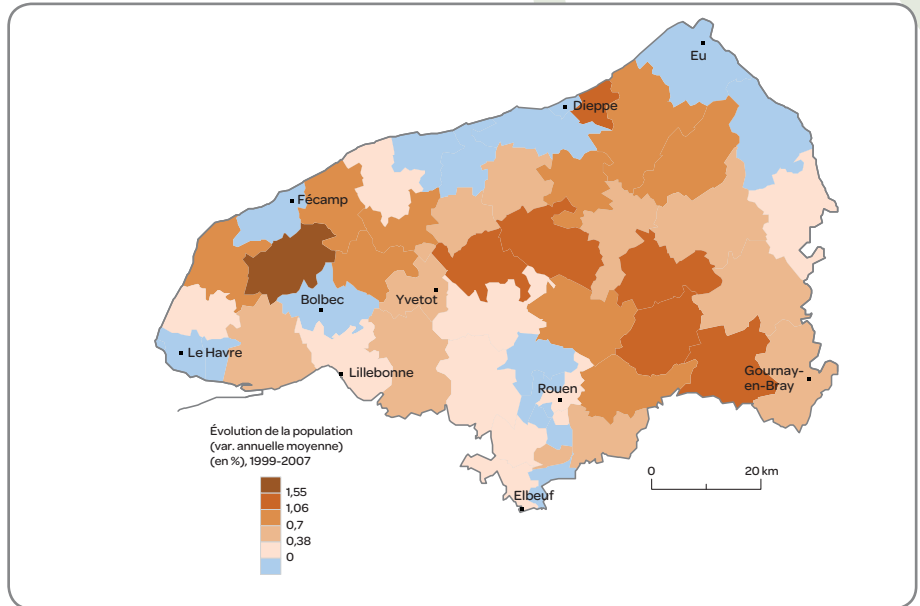 Eu
Dieppe
Fécamp
Bolbec
Yvetot
Le Havre
Lillebonne
Gournay-
en-Bray
Rouen
Elbeuf
Évolution de la population
(var. annuelle moyenne)
(en %), 1999-2007
1,55
1,06
0,7
0,38
0
0 20 km